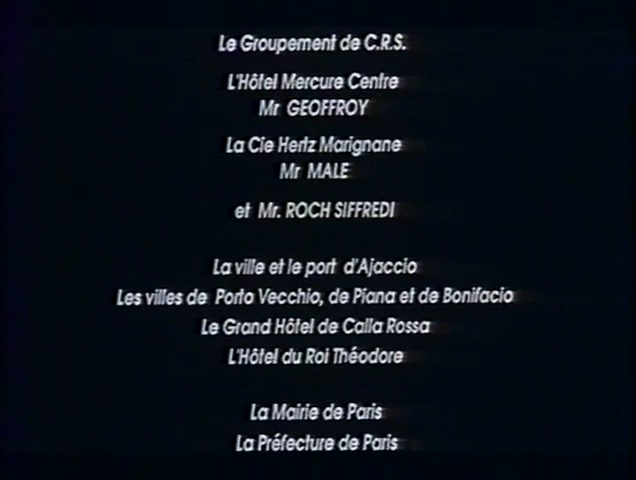 Le Groupement de C.R.S.
L'Hôtel Mercure Centre
Mr GEOFFROY
La Cie Hertz Marignane
Mr MALE
et Mr. ROCH SIFFREDI
La ville et le port d'Ajaccio
Les villes de Porto Vecchio, de Piana et de Bonifacio
Le Grand Hôtel de Calla Rossa
L'Hôtel du Roi Théodore
La Mairie de Paris
La Préfecture de Paris